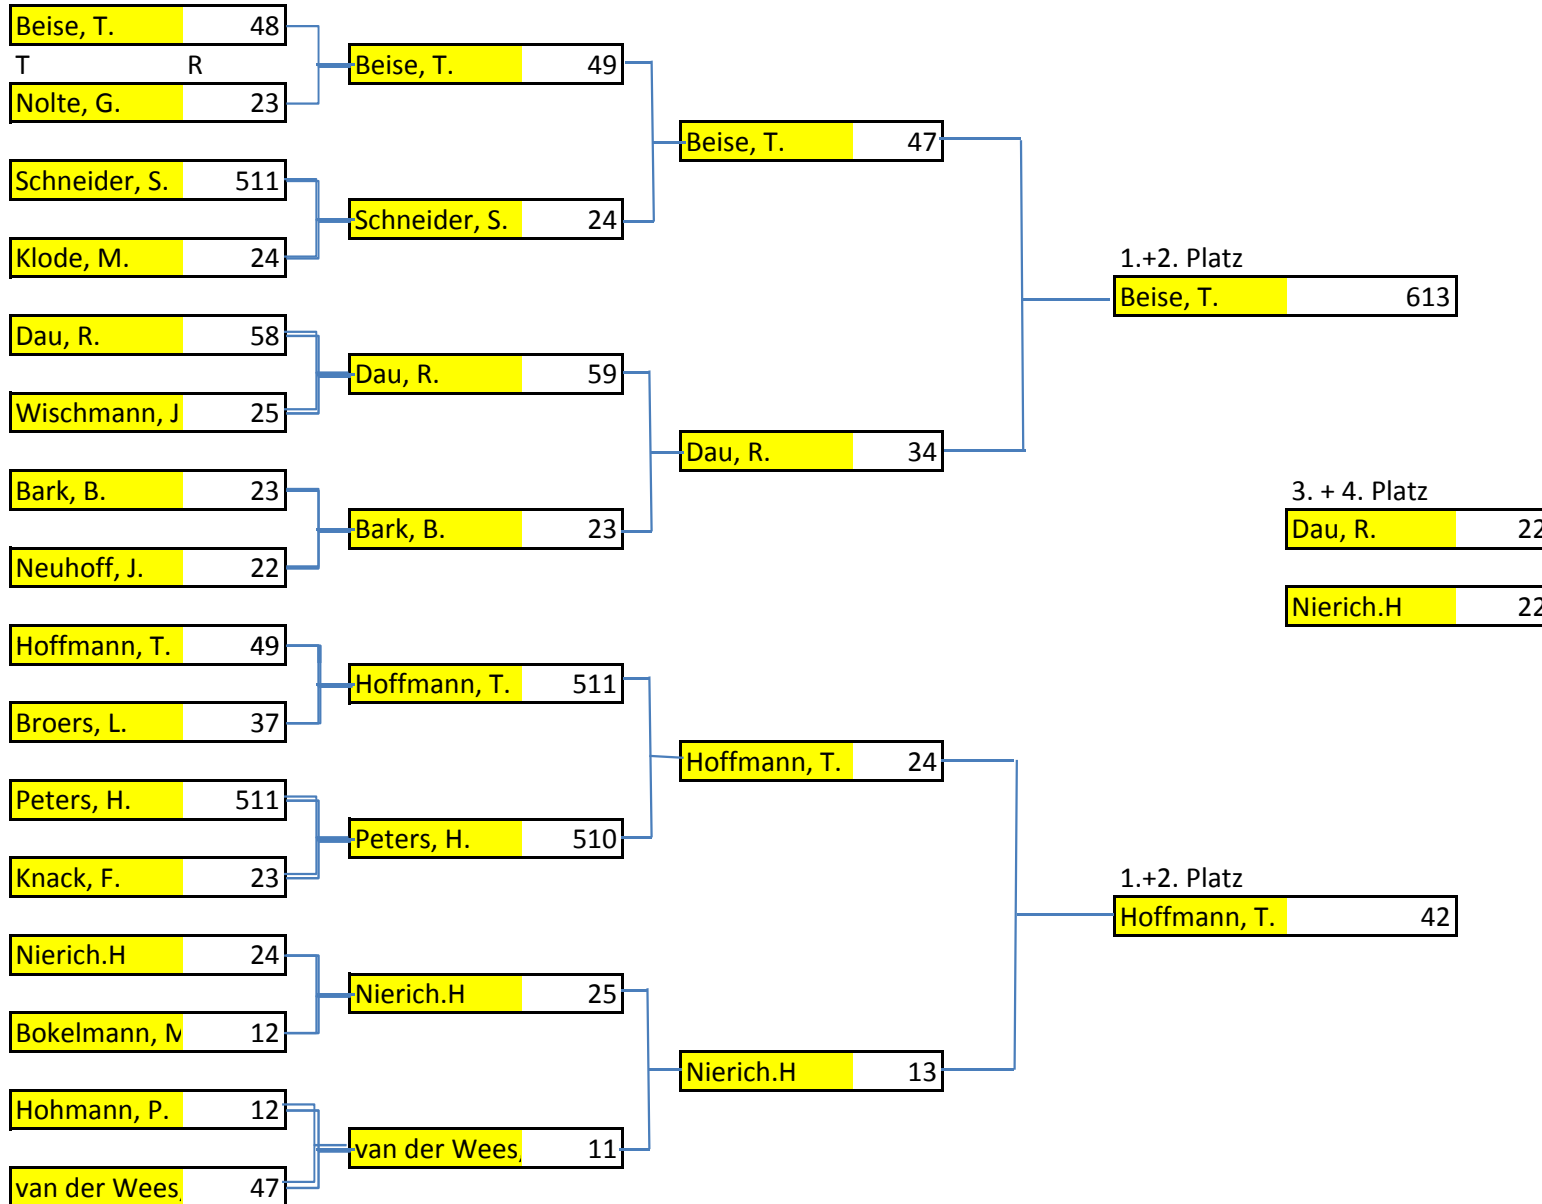 Beise, T. 48
T R
Nolte, G. 23
Schneider, S. 511
Klode, M. 24
Dau, R. 58
Wischmann, J 25
Bark, B. 23
Neuhoff, J. 22
Hoffmann, T. 49
Broers, L. 37
Peters, H. 511
Knack, F. 23
Nierich.H 24
Bokelmann, M 12
Hohmann, P. 12
van der Wees, 47
Beise, T. 49
Schneider, S. 24
Dau, R. 59
Bark, B. 23
Hoffmann, T. 511
Peters, H. 510
Nierich.H 25
van der Wees, 11
Beise, T. 47
Dau, R. 34
Hoffmann, T. 24
Nierich.H 13
1.+2. Platz
Beise, T. 613
1.+2. Platz
Hoffmann, T. 42
3. + 4. Platz
Dau, R. 22
Nierich.H 22